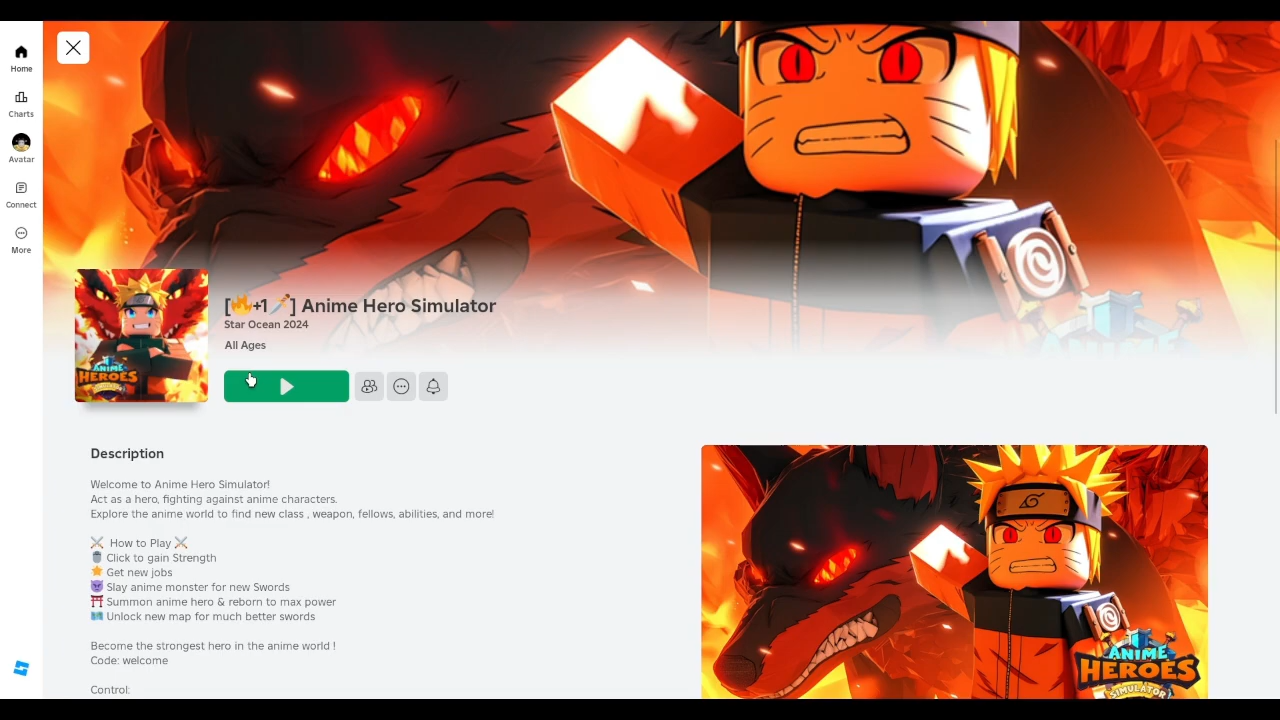 Home
Charts
Avatar
Connect
More
[🔥+1🗡️] Anime Hero Simulator
Star Ocean 2024
All Ages
ANIME
HEROES
SIMULATOR
Description
Welcome to Anime Hero Simulator!
Act as a hero, fighting against anime characters.
Explore the anime world to find new class , weapon, fellows, abilities, and more!
⚔️ How to Play ⚔️
Click to gain Strength
Get new jobs
Slay anime monster for new Swords
Summon anime hero & reborn to max power
Unlock new map for much better swords
Become the strongest hero in the anime world !
Code: welcome
Control:
ANIME
HEROES
SIMULATOR
ANIME